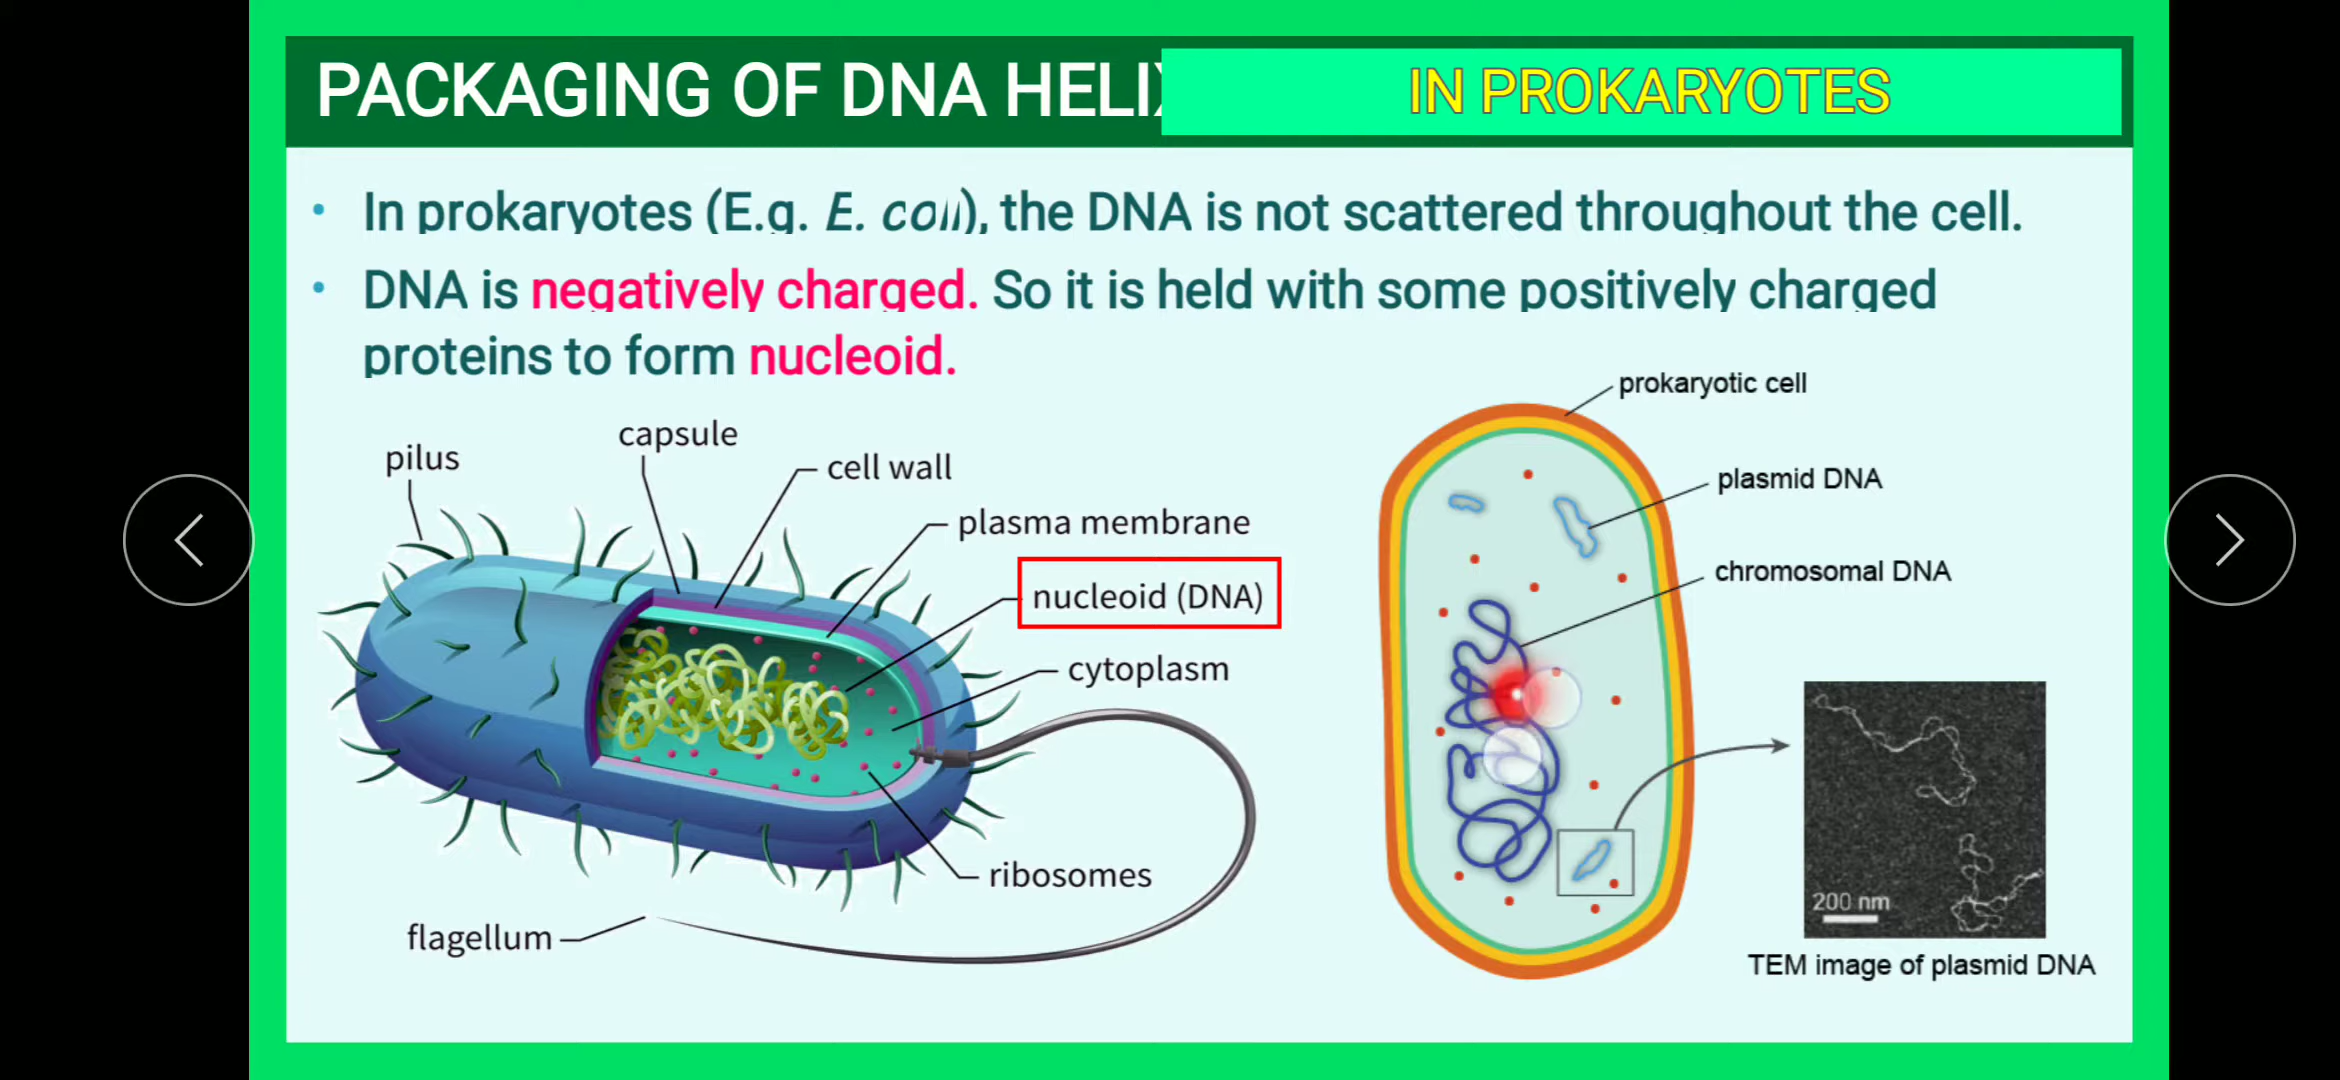 PACKAGING OF DNA HELIX
IN PROKARYOTES
• In prokaryotes (E.g. E. coli), the DNA is not scattered throughout the cell.
• DNA is negatively charged. So it is held with some positively charged
proteins to form nucleoid.
pilus
capsule
cell wall
plasma membrane
nucleoid (DNA)
cytoplasm
ribosomes
flagellum
prokaryotic cell
plasmid DNA
chromosomal DNA
200 nm
TEM image of plasmid DNA